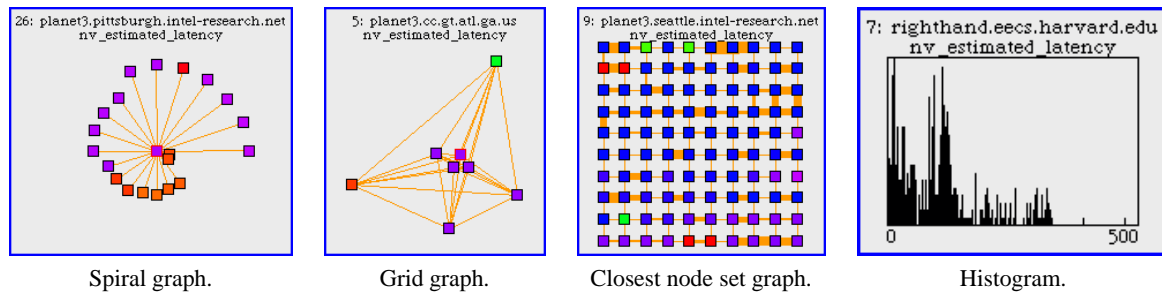 26: planet3.pittsburgh.intel-research.net
nv_estimated_latency
5: planet3.cc.gt.atl.ga.us
nv_estimated_latency
9: planet3.seattle.intel-research.net
nv_estimated_latency
7: righthand.eecs.harvard.edu
nv_estimated_latency
0 500
Spiral graph.
Grid graph.
Closest node set graph.
Histogram.